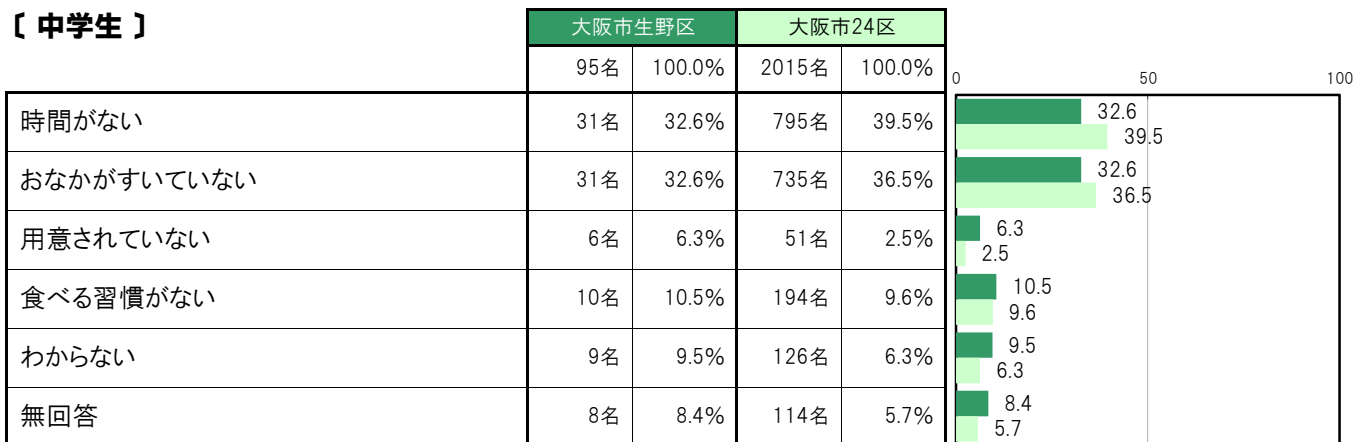 〔 中学生 〕
大阪市生野区 大阪市24区
95名 100.0% 2015名 100.0%
0 50 100
時間がない 31名 32.6% 795名 39.5% 32.6
39.5
おなかがすいていない 31名 32.6% 735名 36.5% 32.6
36.5
用意されていない 6名 6.3% 51名 2.5% 6.3
2.5
食べる習慣がない 10名 10.5% 194名 9.6% 10.5
9.6
わからない 9名 9.5% 126名 6.3% 9.5
6.3
無回答 8名 8.4% 114名 5.7% 8.4
5.7